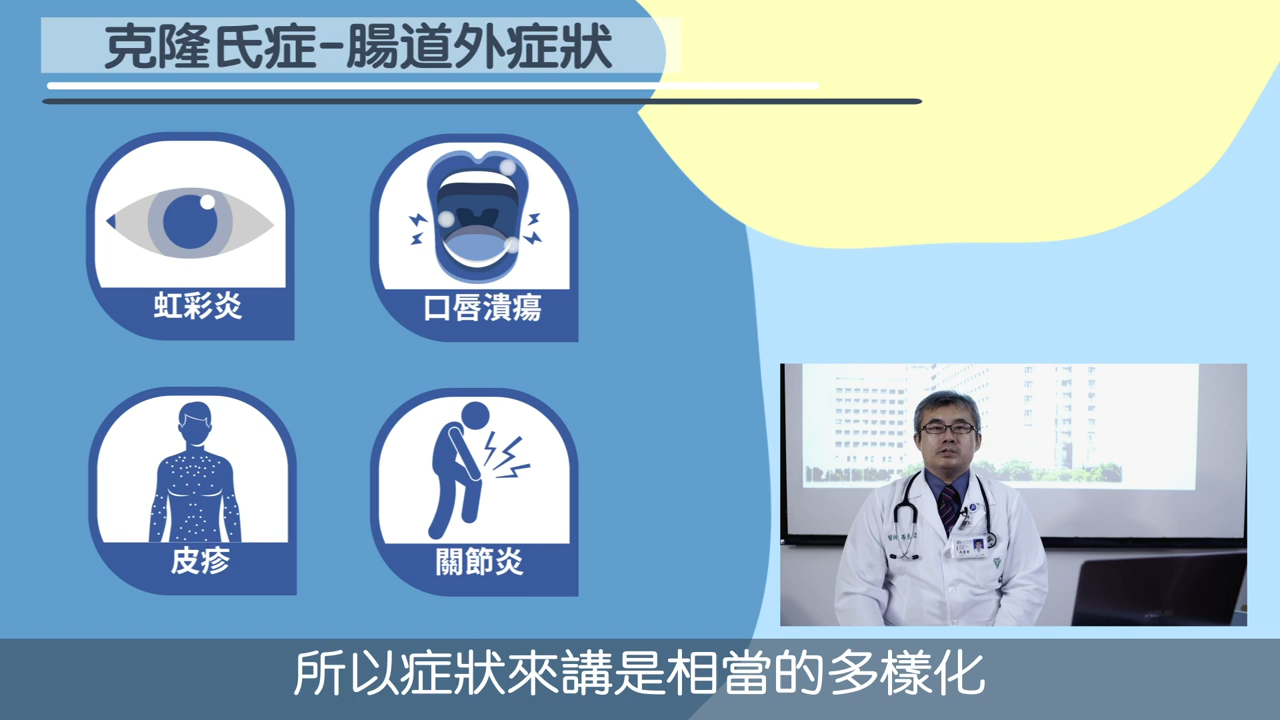 克隆氏症-腸道外症狀
虹彩炎
口唇潰瘍
皮疹
關節炎
所以症狀來講是相當的多樣化